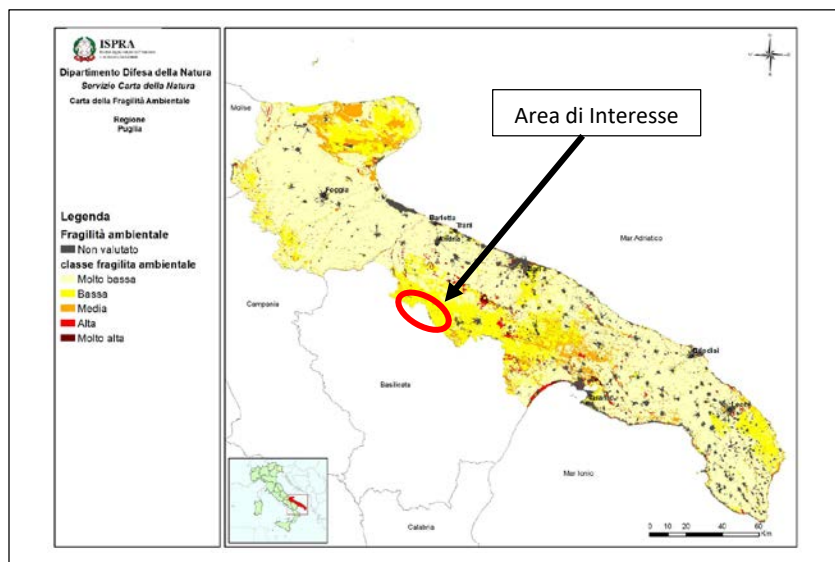 ISPRA
Dipartimento Difesa della Natura
Servizio Carta della Natura
Carta della Fragilità Ambientale
Regione
Puglia
Legenda
Fragilità ambientale
Non valutato
classe fragilita ambientale
Molto bassa
Bassa
Media
Alta
Molto alta
Area di Interesse
Molise
Foggia
Barletta
Trani
Mar Adriatico
Campania
Basilicata
Brindisi
Lecce
Mar Ionio
Calabria
0 10 20 40 60
Km